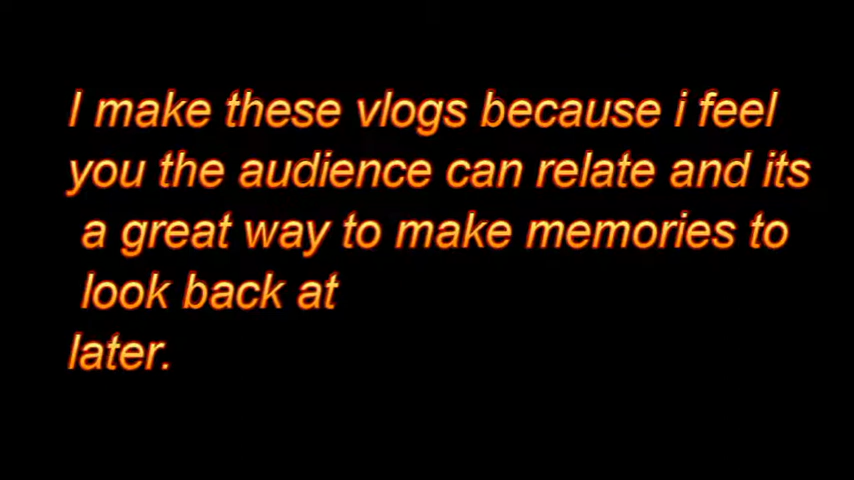 I make these vlogs because i feel
you the audience can relate and its
a great way to make memories to
look back at
later.